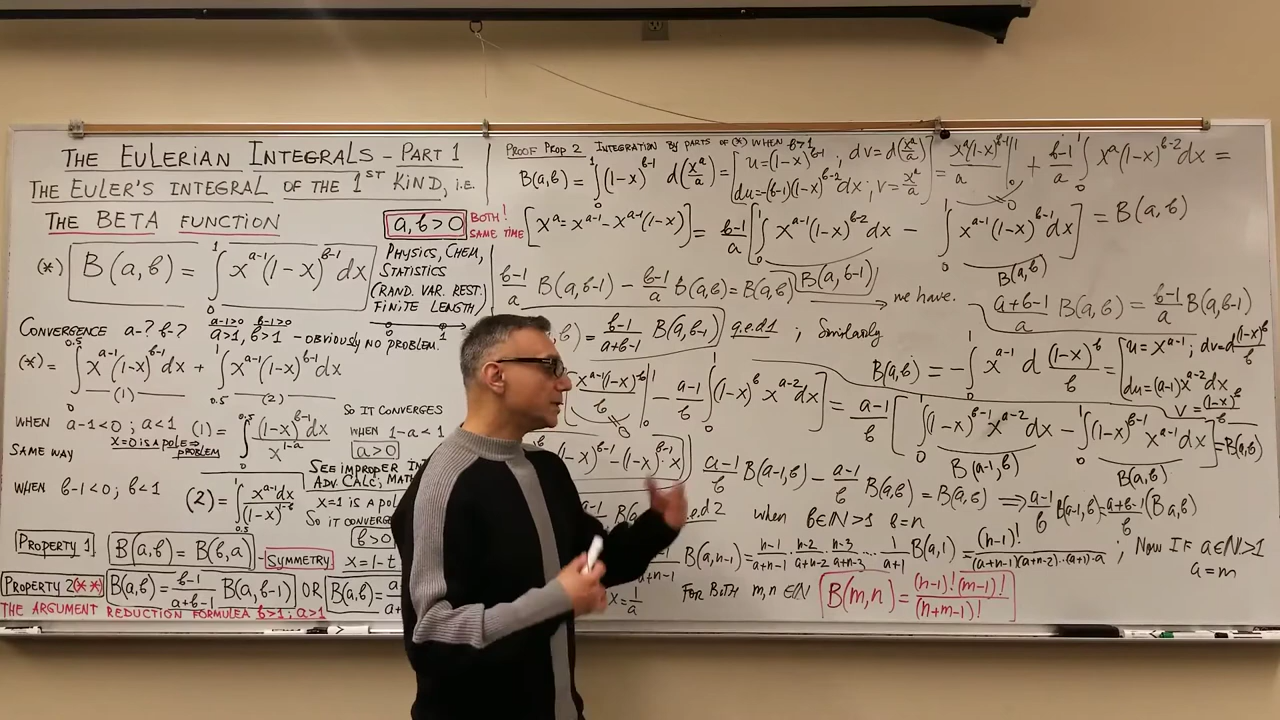 THE EULERIAN INTEGRALS – PART 1
THE EULER'S INTEGRAL OF THE 1ST KIND, i.e.
THE BETA FUNCTION
a,b>0 BOTH! SAME TIME
(*) B(a,b) = ∫₀¹ x^{a-1}(1-x)^{b-1}dx
PHYSICS, CHEM,
STATISTICS
(RAND. VAR. REST.
FINITE LENGTH)
0 1
CONVERGENCE a-? b-? a-1>0 a>1, b-1>0 b>1 – OBVIOUSLY NO PROBLEM.
(*) = ∫₀^{0.5} x^{a-1}(1-x)^{b-1}dx + ∫_{0.5}^1 x^{a-1}(1-x)^{b-1}dx
(1) (2)
WHEN a-1<0; a<1 (1) = ∫₀^{0.5} (1-x)^{b-1}dx / x^{1-a}
x=0 IS A POLE ⇒ PROBLEM
SO IT CONVERGES
WHEN 1-a<1
a>0
SAME WAY
SEE IMPROPER
ADV. CALC,
WHEN b-1<0; b<1 (2) = ∫_{0.5}^1 x^{a-1}dx / (1-x)^{1-b}
X=1 IS A
SO IT
b>0
PROPERTY 1 B(a,b) = B(b,a) – SYMMETRY X=1-t
PROPERTY 2(**) B(a,b) = (b-1)/(a+b-1) B(a,b-1) OR B(a,b) =
THE ARGUMENT REDUCTION FORMULEA b>1; a>1
PROOF PROP 2 INTEGRATION BY PARTS OF (*) WHEN b>1
B(a,b) = ∫₀¹ (1-x)^{b-1} d(x^a/a) = [u=(1-x)^{b-1}; dv=d(x^a/a) du=-(b-1)(1-x)^{b-2}dx; v=x^a/a] = x^a(1-x)^{b-1}/a |₀¹ + (b-1)/a ∫₀¹ x^a(1-x)^{b-2}dx =
=0
[x^a = x^{a-1} - x^{a-1}(1-x)] = (b-1)/a [∫₀¹ x^{a-1}(1-x)^{b-2}dx - ∫₀¹ x^{a-1}(1-x)^{b-1}dx] = B(a,b)
B(a,b-1) B(a,b)
(b-1)/a B(a,b-1) - (b-1)/a B(a,b) = B(a,b) → we have. (a+b-1)/a B(a,b) = (b-1)/a B(a,b-1)
) = (b-1)/(a+b-1) B(a,b-1) q.e.d 1 ; Similarly
B(a,b) = -∫₀¹ x^{a-1} d (1-x)^b/b = [u=x^{a-1}; dv=d(1-x)^b/b du=(a-1)x^{a-2}dx v=(1-x)^b/b
x^{a-1}(1-x)^b/b |₀¹ - (a-1)/b ∫₀¹ (1-x)^b x^{a-2}dx] = (a-1)/b [∫₀¹ (1-x)^{b-1}x^{a-2}dx - ∫₀¹ (1-x)^{b-1}x^{a-1}dx] = B(a,b)
=0 B(a-1,b) B(a,b)
-x)^{b-1} - (1-x)^{b-1}·x] (a-1)/b B(a-1,b) - (a-1)/b B(a,b) = B(a,b) ⇒ (a-1)/b B(a-1,b) = (a+b-1)/b (B a,b)
q.e.d 2 when b∈ℕ>1 b=n
B(a,n-1) = (n-1)/(a+n-1) · (n-2)/(a+n-2) · (n-3)/(a+n-3) ··· 1/(a+1) B(a,1) = (n-1)!/(a+n-1)(a+n-2)··(a+1)·a ; NOW IF a∈ℕ>1
a=m
= 1/a FOR BOTH m,n ∈ℕ B(m,n) = (n-1)!(m-1)!/(n+m-1)!